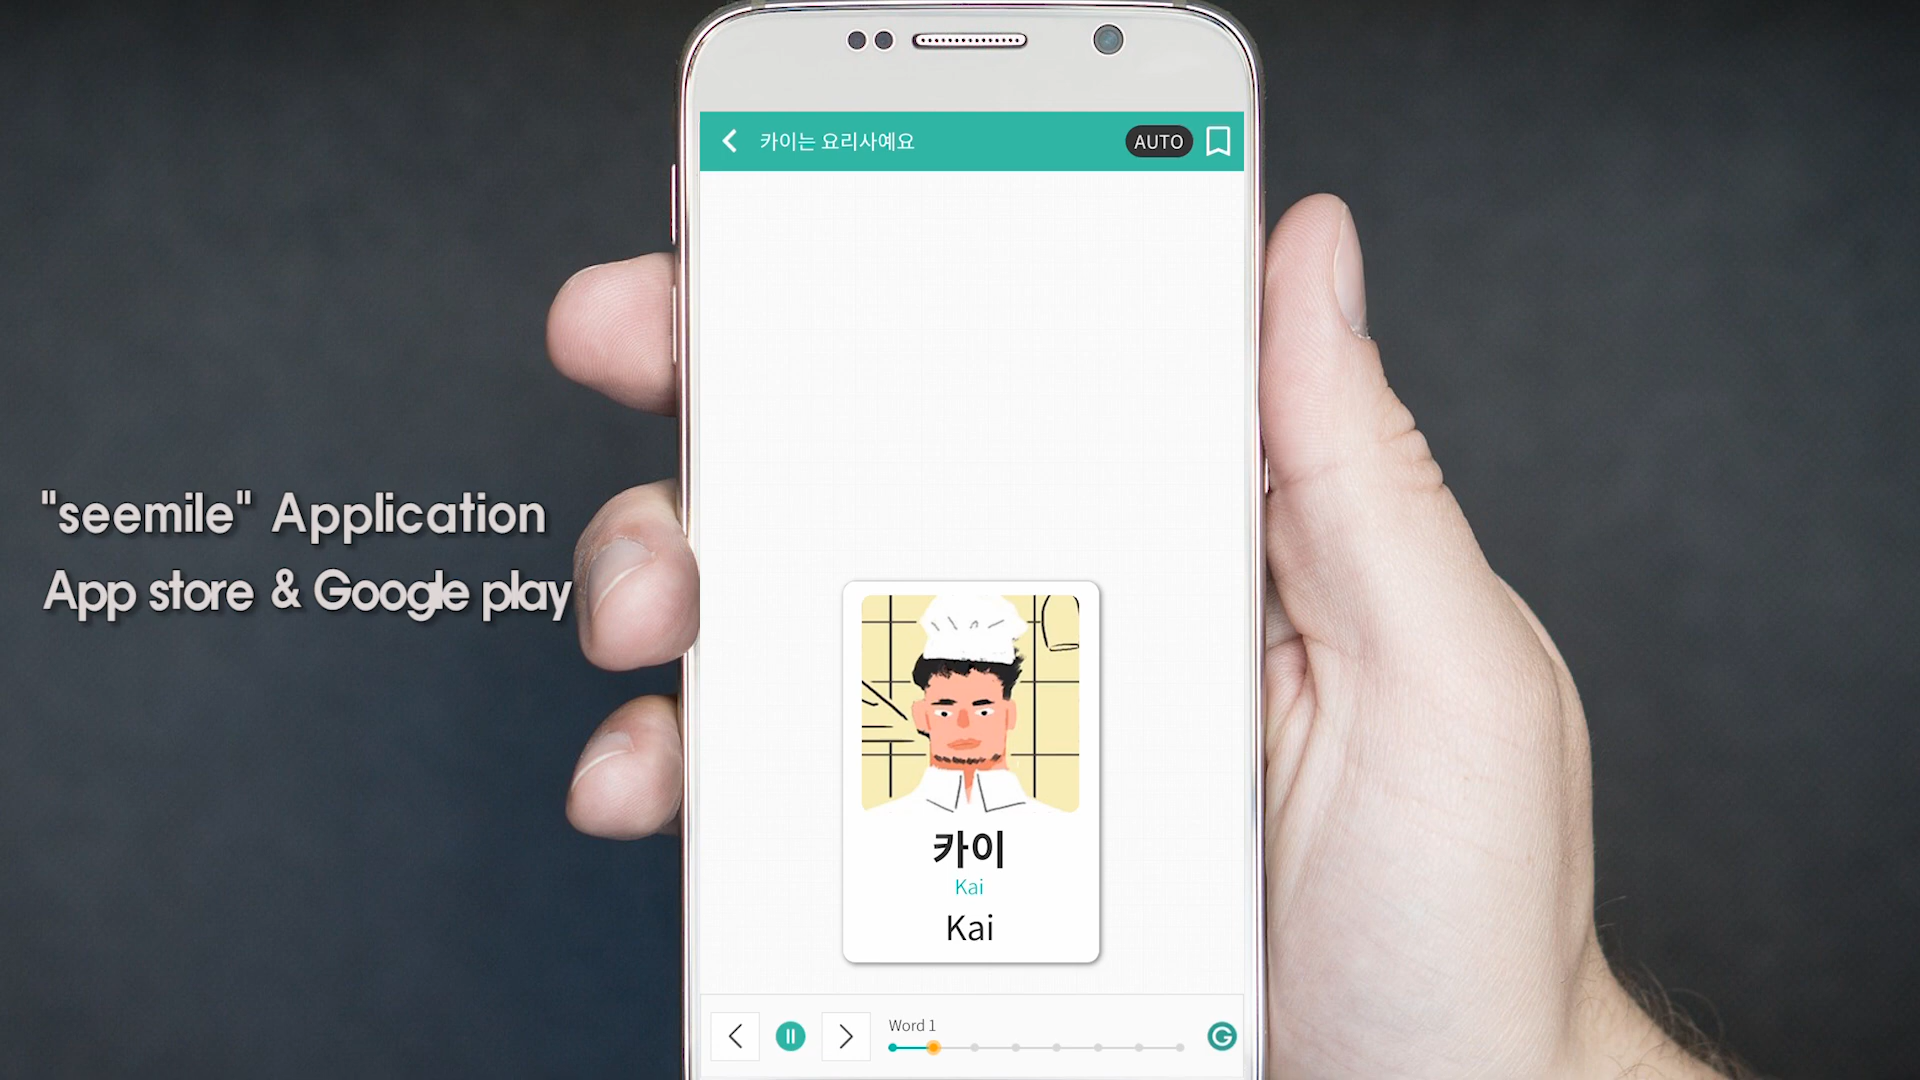 카이는 요리사예요
AUTO
"seemile" Application
App store & Google play
카이
Kai
Kai
Word 1
G